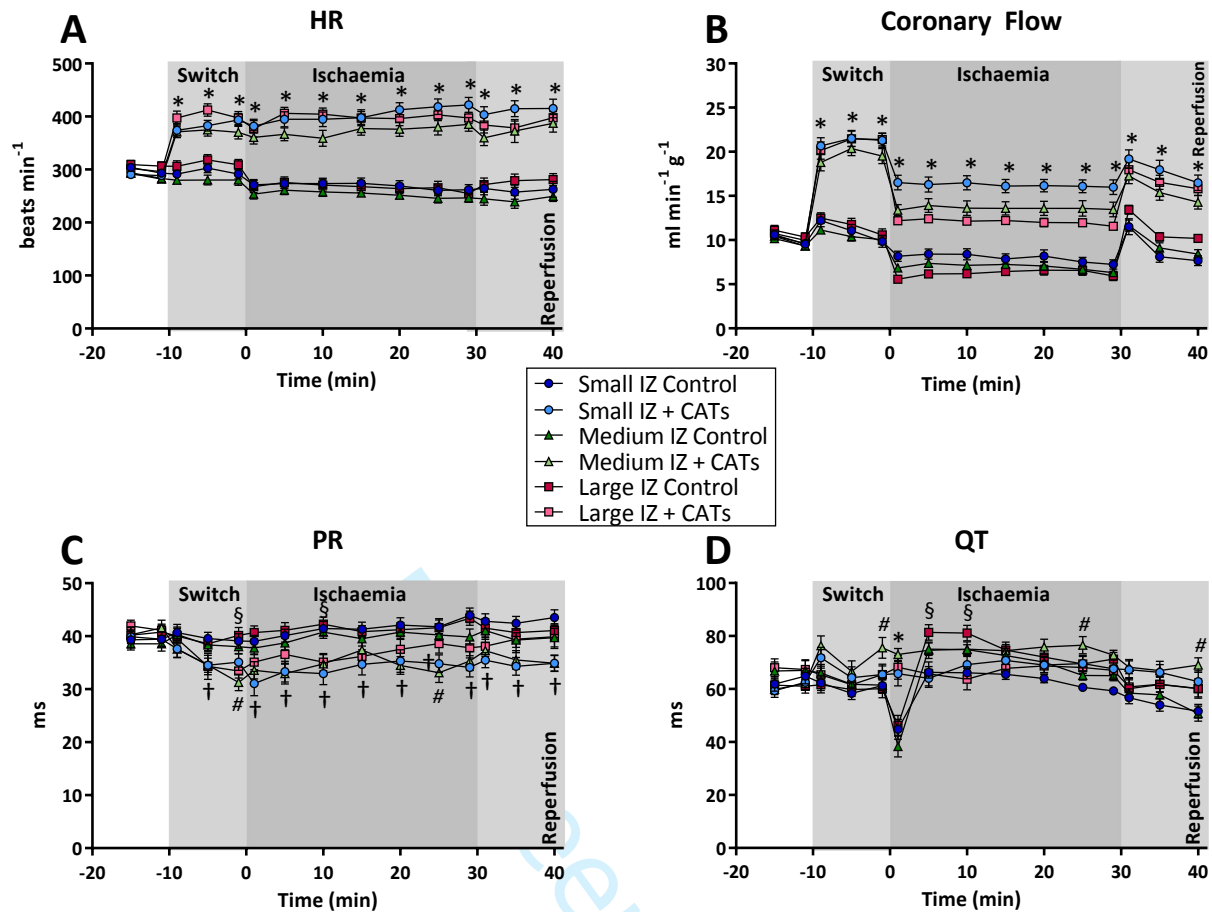 A
HR
Switch
Ischaemia
* * * * * * * * * * * * *
500
400
300
200
100
0
beats min-1
Reperfusion
-20 -10 0 10 20 30 40
Time (min)
B
Coronary Flow
Switch
Ischaemia
* * * * * * * * * * * * *
30
25
20
15
10
5
0
ml min-1 g-1
Reperfusion
-20 -10 0 10 20 30 40
Time (min)
Small IZ Control
Small IZ + CATs
Medium IZ Control
Medium IZ + CATs
Large IZ Control
Large IZ + CATs
C
PR
Switch
Ischaemia
§ §
† # † † † † † † # † † † †
50
40
30
20
10
0
ms
Reperfusion
-20 -10 0 10 20 30 40
Time (min)
D
QT
Switch
Ischaemia
# * § § # #
100
80
60
40
20
0
ms
Reperfusion
-20 -10 0 10 20 30 40
Time (min)